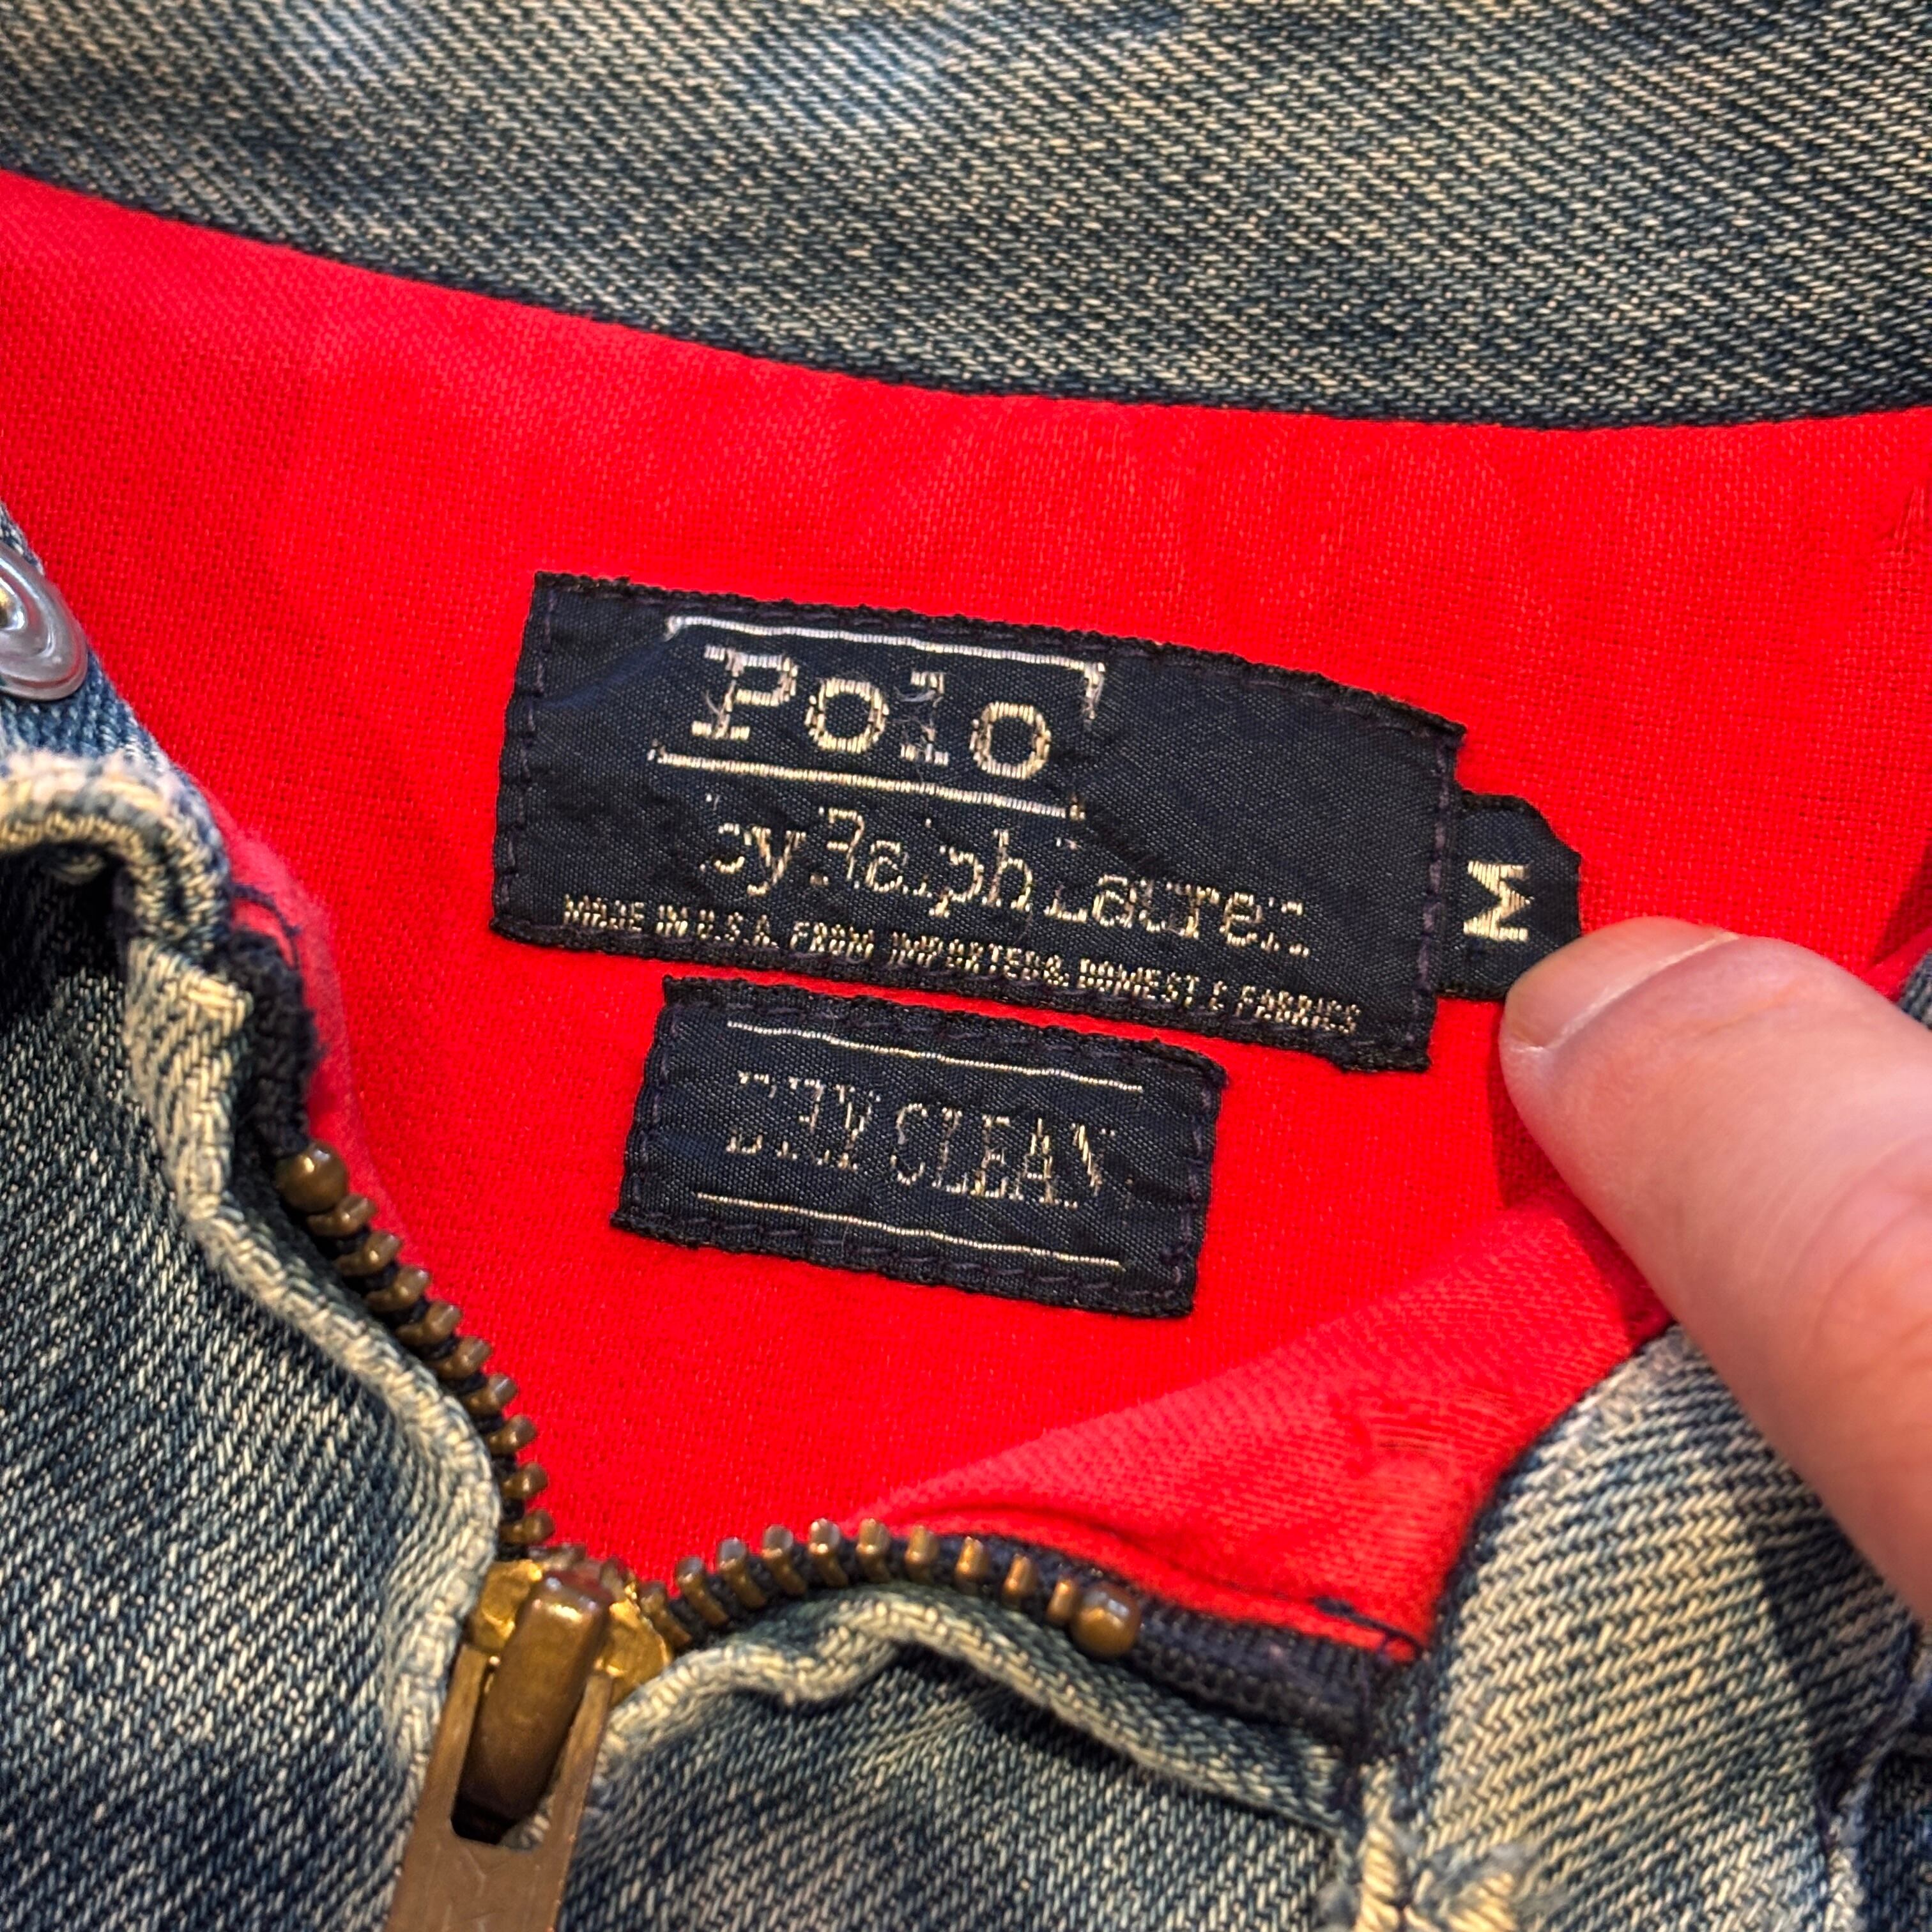 Polo
by Ralph Lauren
MADE IN U.S.A. FROM IMPORTED & DOMESTIC FABRICS
M
DRY CLEAN